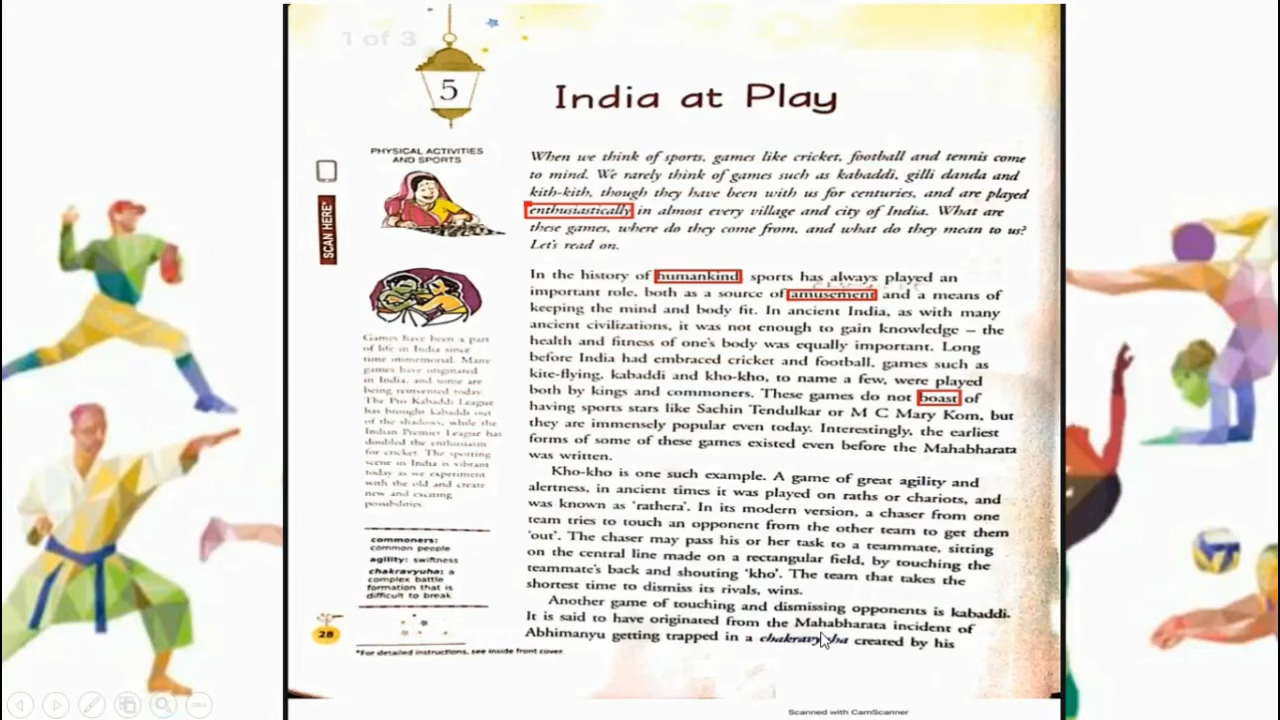 1 of 3
5
India at Play
PHYSICAL ACTIVITIES
AND SPORTS
SCAN HERE*
When we think of sports, games like cricket, football and tennis come
to mind. We rarely think of games such as kabaddi, gilli danda and
kith-kith, though they have been with us for centuries, and are played
enthusiastically in almost every village and city of India. What are
these games, where do they come from, and what do they mean to us?
Let's read on.
In the history of humankind sports has always played an
important role, both as a source of amusement and a means of
keeping the mind and body fit. In ancient India, as with many
ancient civilizations, it was not enough to gain knowledge – the
health and fitness of one's body was equally important. Long
before India had embraced cricket and football, games such as
kite-flying, kabaddi and kho-kho, to name a few, were played
both by kings and commoners. These games do not boast of
having sports stars like Sachin Tendulkar or M C Mary Kom, but
they are immensely popular even today. Interestingly, the earliest
forms of some of these games existed even before the Mahabharata
was written.
Kho-kho is one such example. A game of great agility and
alertness, in ancient times it was played on raths or chariots, and
was known as 'rathera'. In its modern version, a chaser from one
team tries to touch an opponent from the other team to get them
'out'. The chaser may pass his or her task to a teammate, sitting
on the central line made on a rectangular field, by touching the
teammate's back and shouting 'kho'. The team that takes the
shortest time to dismiss its rivals, wins.
Another game of touching and dismissing opponents is kabaddi.
It is said to have originated from the Mahabharata incident of
Abhimanyu getting trapped in a chakravyuha created by his
Games have been a part
of life in India since
time immemorial. Many
games have originated
in India, and some are
being reinvented today.
The Pro Kabaddi League
has brought kabaddi out
of the shadows, while the
Indian Premier League has
doubled the enthusiasm
for cricket. The sporting
scene in India is vibrant
today as we experiment
with the old and create
new and exciting
possibilities.
commoners:
common people
agility: swiftness
chakravyuha: a
complex battle
formation that is
difficult to break
28
*For detailed instructions, see inside front cover.
Scanned with CamScanner